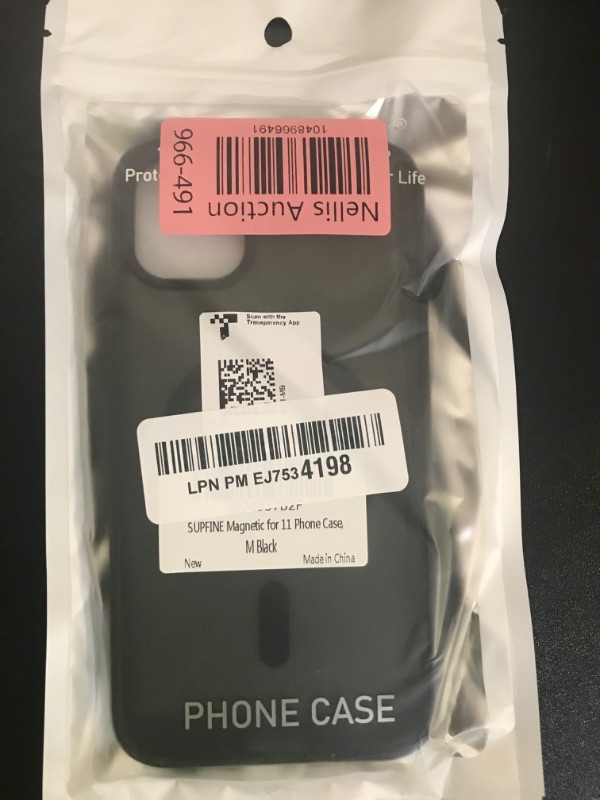 Life
1048966491
966-491
Nellis Auction
Scan with the
Transparency App
LPN PM EJ7534198
SUPFINE Magnetic for 11 Phone Case,
M Black
New Made in China
PHONE CASE